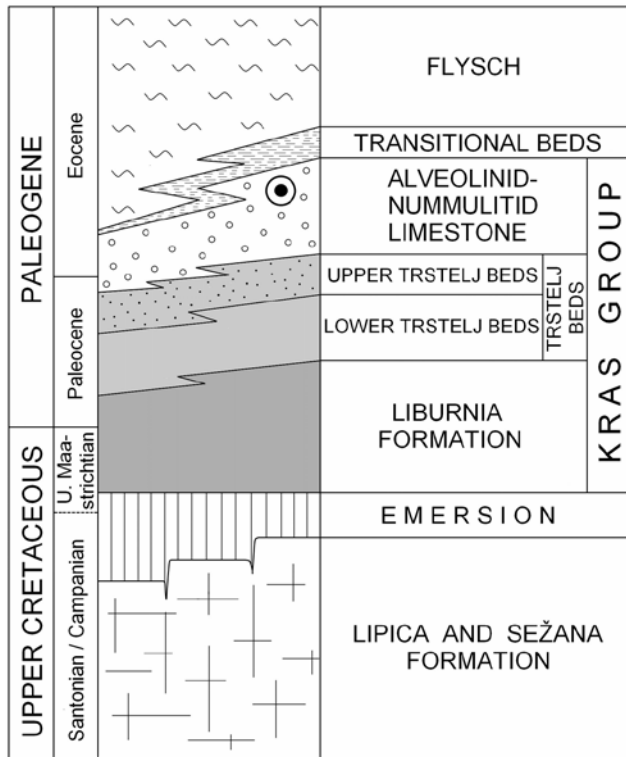 PALEOGENE
UPPER CRETACEOUS
Eocene
Paleocene
U. Maa-
strichtian
Santonian / Campanian
FLYSCH
TRANSITIONAL BEDS
ALVEOLINID-
NUMMULITID
LIMESTONE
UPPER TRSTELJ BEDS
LOWER TRSTELJ BEDS
TRSTELJ
BEDS
LIBURNIA
FORMATION
KRAS GROUP
EMERSION
LIPICA AND SEŽANA
FORMATION